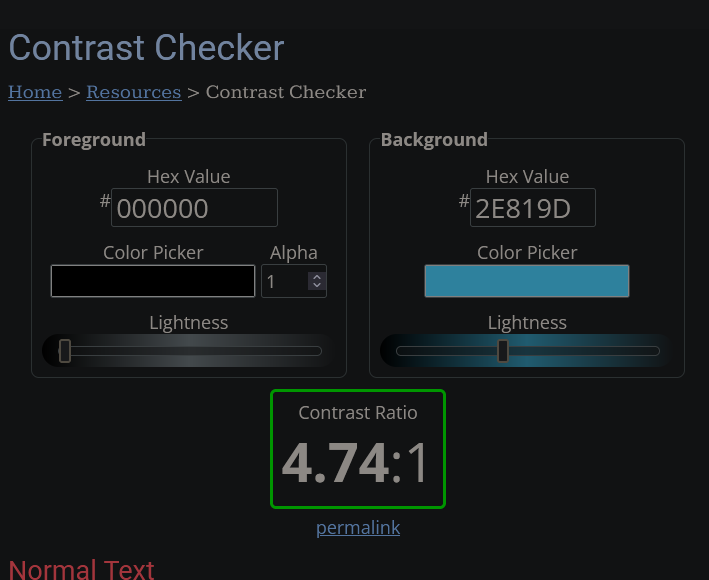 Contrast Checker
Home > Resources > Contrast Checker
Foreground
Hex Value
#000000
Color Picker
Alpha
1
Lightness
Background
Hex Value
#2E819D
Color Picker
Lightness
Contrast Ratio
4.74:1
permalink
Normal Text